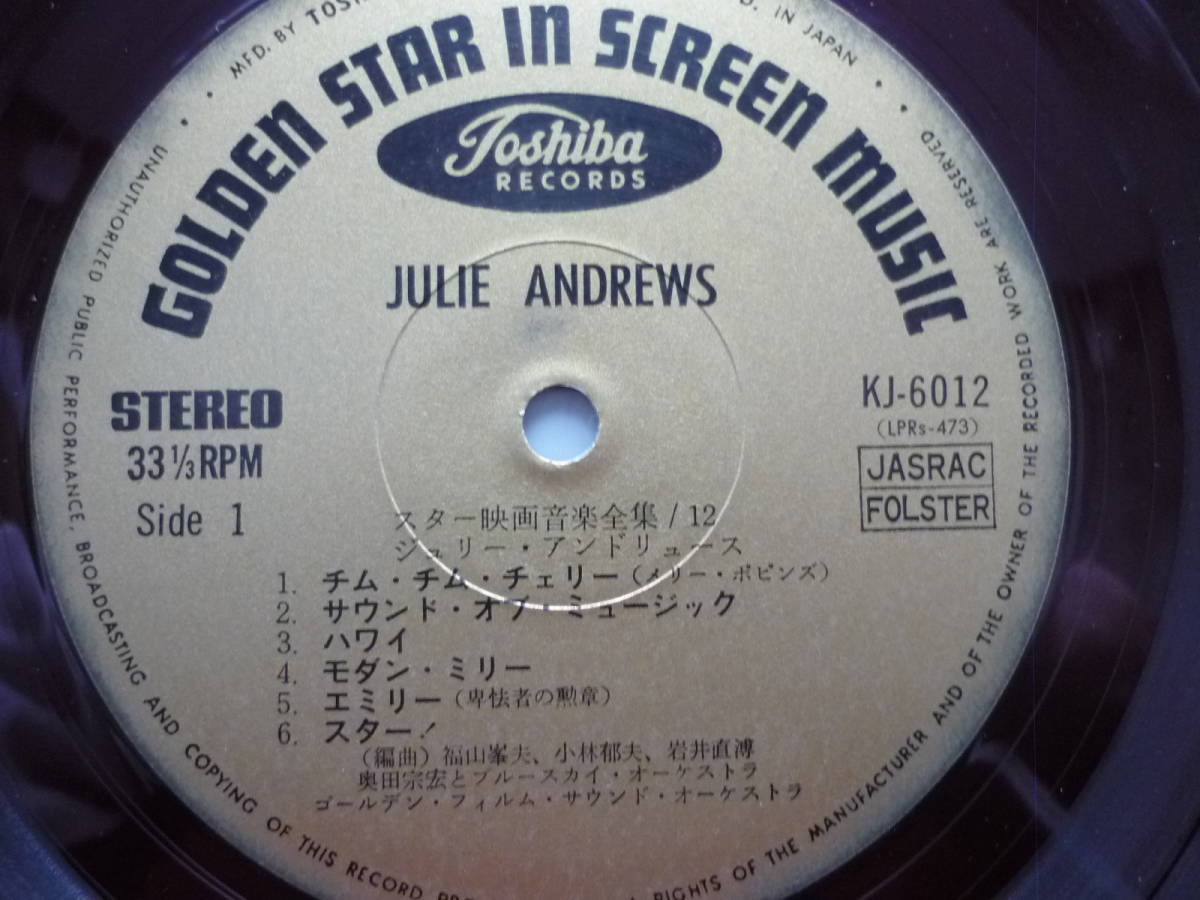 MFD. BY TOSHI
IN JAPAN
GOLDEN STAR IN SCREEN MUSIC
Toshiba
RECORDS
JULIE ANDREWS
STEREO
33 1/3 RPM
Side 1
KJ-6012
(LPRs-473)
JASRAC
FOLSTER
スター映画音楽全集/12
ジュリー・アンドリュース
1. チム・チム・チェリー(メリー・ポピンズ)
2. サウンド・オブ・ミュージック
3. ハワイ
4. モダン・ミリー
5. エミリー(卑怯者の勲章)
6. スター!
(編曲)福山峯夫、小林郁夫、岩井直溥
奥田宗宏とブルースカイ・オーケストラ
ゴールデン・フィルム・サウンド・オーケストラ
UNAUTHORIZED PUBLIC PERFORMANCE, BROADCASTING AND COPYING OF THIS RECORD
RIGHTS OF THE MANUFACTURER AND OF THE OWNER OF THE RECORDED WORK ARE RESERVED